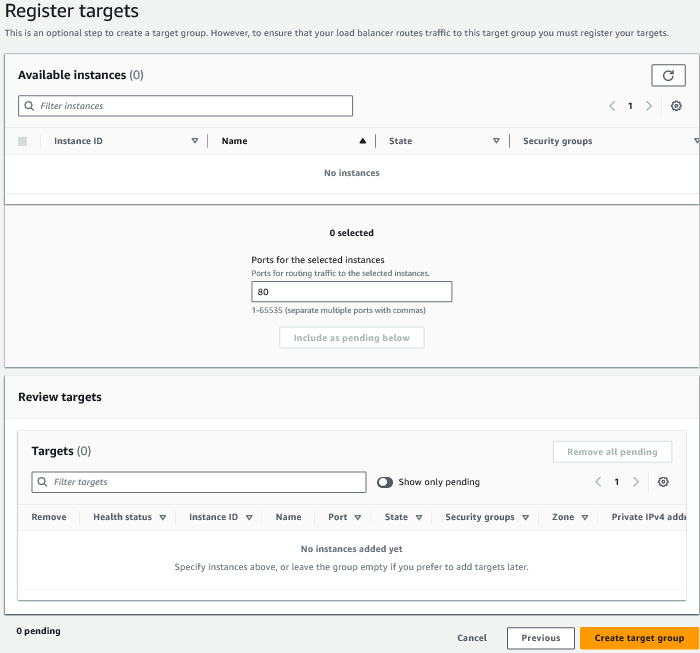 Register targets
This is an optional step to create a target group. However, to ensure that your load balancer routes traffic to this target group you must register your targets.
Available instances (0)
Filter instances
1
Instance ID Name State Security groups
No instances
0 selected
Ports for the selected instances
Ports for routing traffic to the selected instances.
80
1-65535 (separate multiple ports with commas)
Include as pending below
Review targets
Targets (0)
Remove all pending
Filter targets
Show only pending
1
Remove Health status Instance ID Name Port State Security groups Zone Private IPv4 addr
No instances added yet
Specify instances above, or leave the group empty if you prefer to add targets later.
0 pending
Cancel Previous Create target group